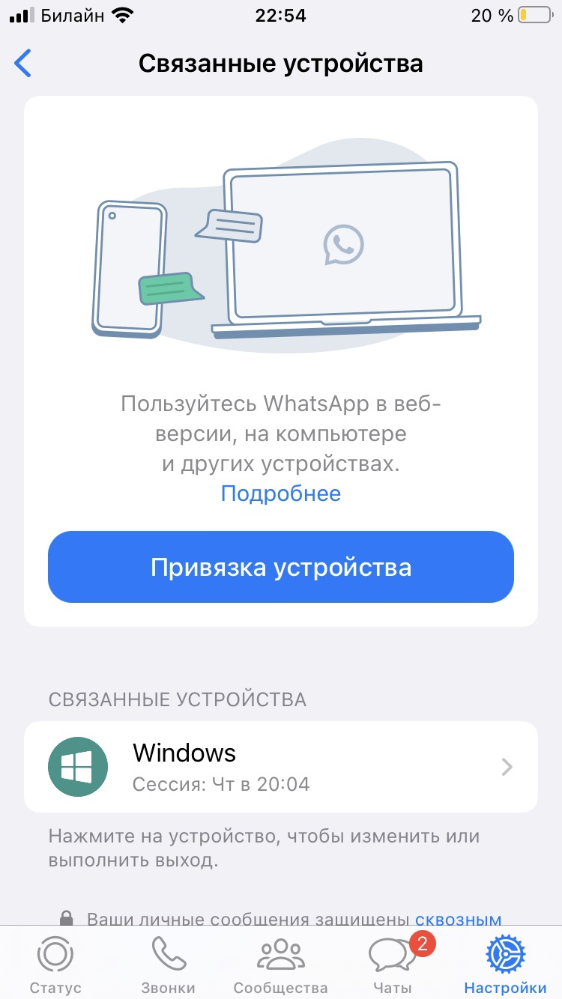 Билайн 22:54 20 %
Связанные устройства
Пользуйтесь WhatsApp в веб-
версии, на компьютере
и других устройствах.
Подробнее
Привязка устройства
СВЯЗАННЫЕ УСТРОЙСТВА
Windows
Сессия: Чт в 20:04
Нажмите на устройство, чтобы изменить или
выполнить выход.
Ваши личные сообщения защищены сквозным
2
Статус Звонки Сообщества Чаты Настройки